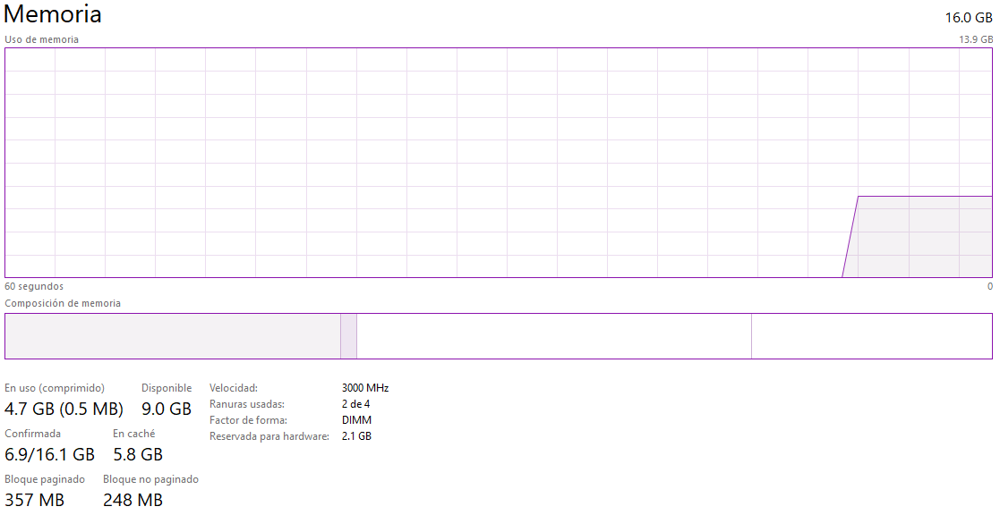 Memoria
16.0 GB
Uso de memoria
13.9 GB
60 segundos
0
Composición de memoria
En uso (comprimido)
4.7 GB (0.5 MB)
Disponible
9.0 GB
Confirmada
6.9/16.1 GB
En caché
5.8 GB
Bloque paginado
357 MB
Bloque no paginado
248 MB
Velocidad: 3000 MHz
Ranuras usadas: 2 de 4
Factor de forma: DIMM
Reservada para hardware: 2.1 GB